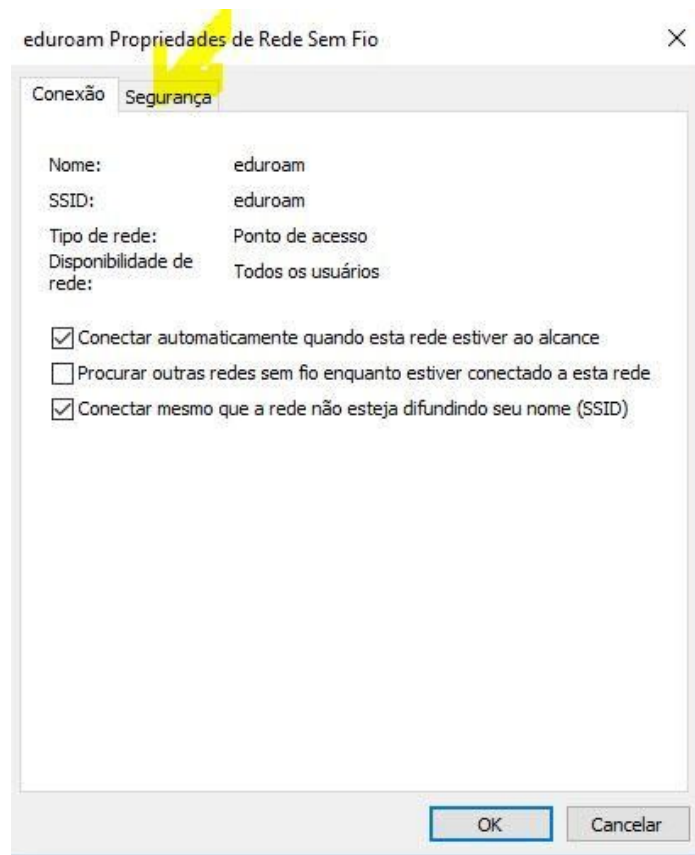 eduroam Propriedades de Rede Sem Fio
Conexão Segurança
Nome: eduroam
SSID: eduroam
Tipo de rede: Ponto de acesso
Disponibilidade de rede: Todos os usuários
Conectar automaticamente quando esta rede estiver ao alcance
Procurar outras redes sem fio enquanto estiver conectado a esta rede
Conectar mesmo que a rede não esteja difundindo seu nome (SSID)
OK Cancelar